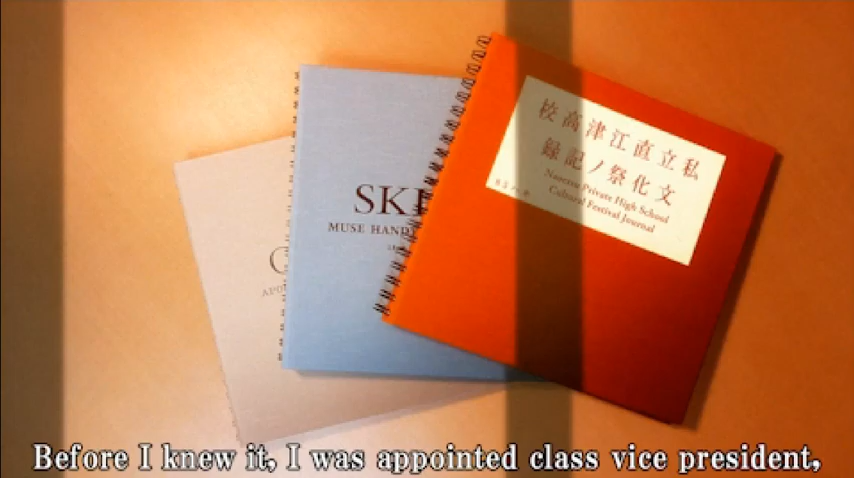 私立直江津高校
文化祭ノ記録
Naoetsu Private High School
Cultural Festival Journal
MUSE
Before I knew it, I was appointed class vice president,